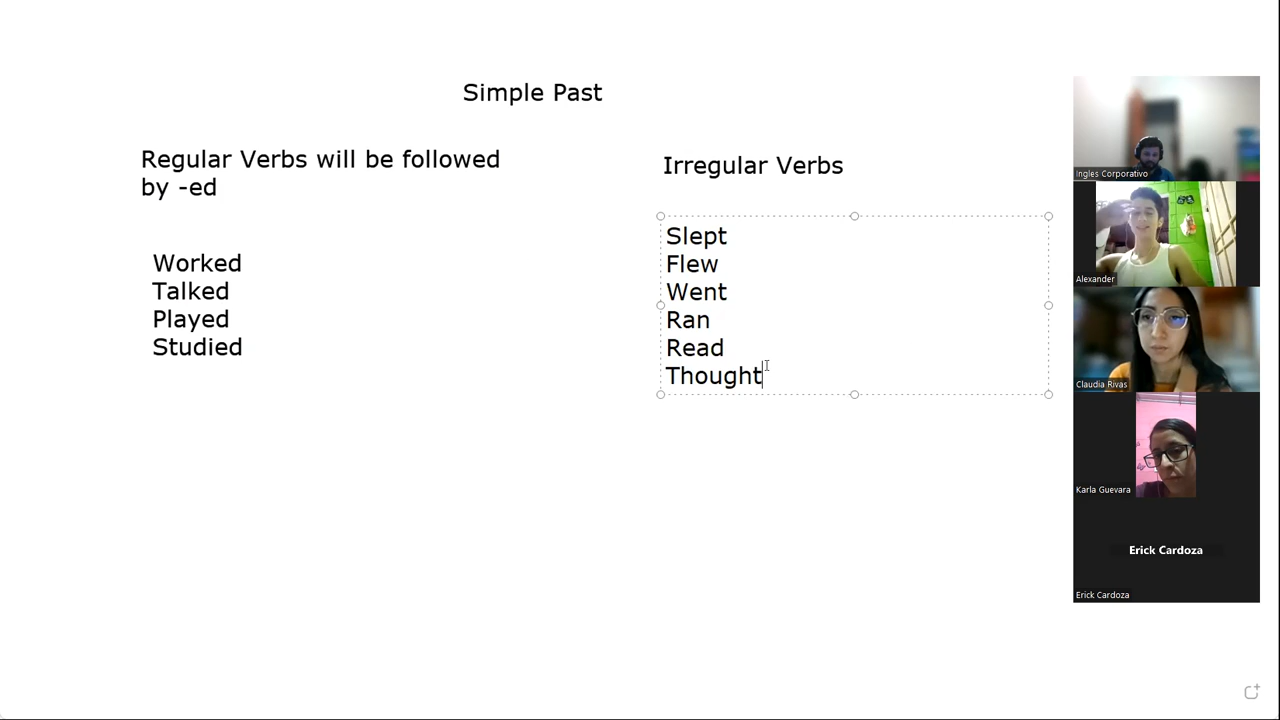 Simple Past
Regular Verbs will be followed
by -ed
Worked
Talked
Played
Studied
Irregular Verbs
Slept
Flew
Went
Ran
Read
Thought
Ingles Corporativo
Alexander
Claudia Rivas
Karla Guevara
Erick Cardoza
Erick Cardoza